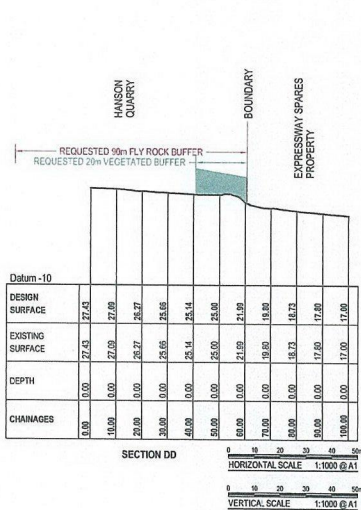 HANSON
QUARRY
BOUNDARY
EXPRESSWAY SPARES
PROPERTY
REQUESTED 90m FLY ROCK BUFFER
REQUESTED 20m VEGETATED BUFFER
Datum -10
DESIGN
SURFACE
27.43 27.09 26.27 25.66 25.14 25.00 21.99 19.80 18.73 17.80 17.00
EXISTING
SURFACE
27.43 27.09 26.27 25.66 25.14 25.00 21.99 19.80 18.73 17.80 17.00
DEPTH 0.00 0.00 0.00 0.00 0.00 0.00 0.00 0.00 0.00 0.00 0.00
CHAINAGES 0.00 10.00 20.00 30.00 40.00 50.00 60.00 70.00 80.00 90.00 100.00
SECTION DD
0 10 20 30 40 50m
HORIZONTAL SCALE 1:1000 @ A1
0 10 20 30 40 50m
VERTICAL SCALE 1:1000 @ A1